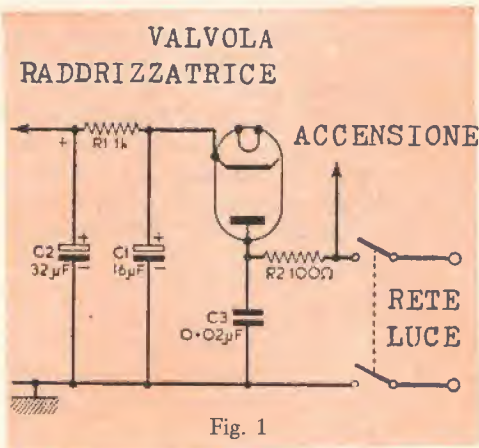 VALVOLA
RADDRIZZATRICE
+
R1 1k
ACCENSIONE
C2
32µF
+
-
C1
16µF
+
-
R2 100Ω
C3
0·02µF
RETE
LUCE
Fig. 1